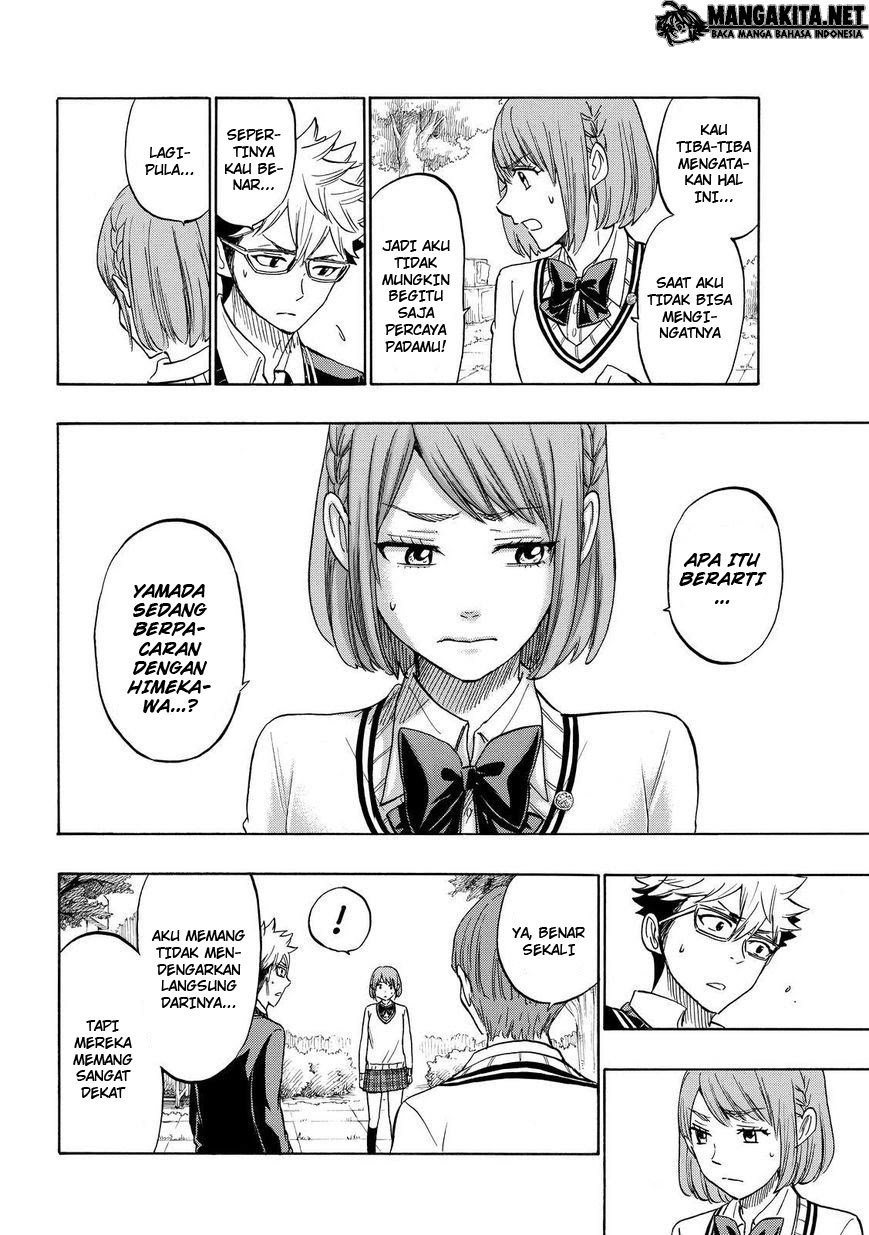 MANGAKITA.NET
BACA MANGA BAHASA INDONESIA
KAU
TIBA-TIBA
MENGATA-
KAN HAL
INI...
SAAT AKU
TIDAK BISA
MENGI-
NGATNYA
JADI AKU
TIDAK
MUNGKIN
BEGITU
SAJA
PERCAYA
PADAMU!
SEPER-
TINYA
KAU BE-
NAR...
LAGI-
PULA...
APA ITU
BERARTI
...
YAMADA
SEDANG
BERPA-
CARAN
DENGAN
HIMEKA-
WA...?
YA, BENAR
SEKALI
!
AKU MEMANG
TIDAK MEN-
DENGARKAN
LANGSUNG
DARINYA...
TAPI
MEREKA
MEMANG
SANGAT
DEKAT